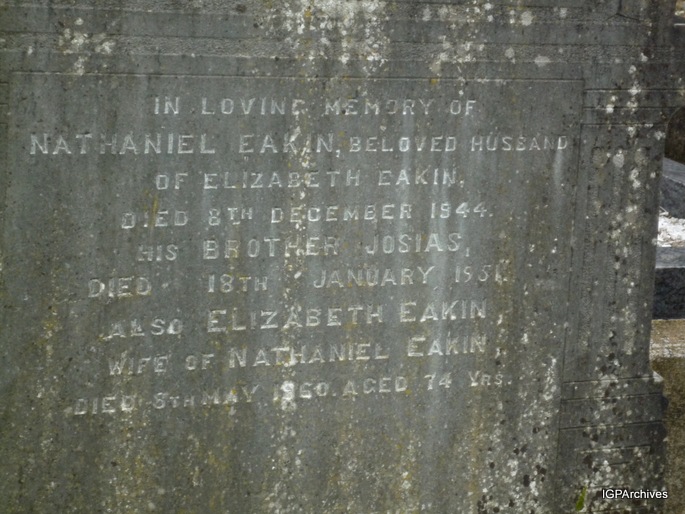 IN LOVING MEMORY OF
NATHANIEL EAKIN, BELOVED HUSBAND
OF ELIZABETH EAKIN,
DIED 8TH DECEMBER 1944.
HIS BROTHER JOSIAS,
DIED 18TH JANUARY 1951
ALSO ELIZABETH EAKIN,
WIFE OF NATHANIEL EAKIN
DIED 8TH MAY 1960. AGED 74 YRS.
IGPArchives